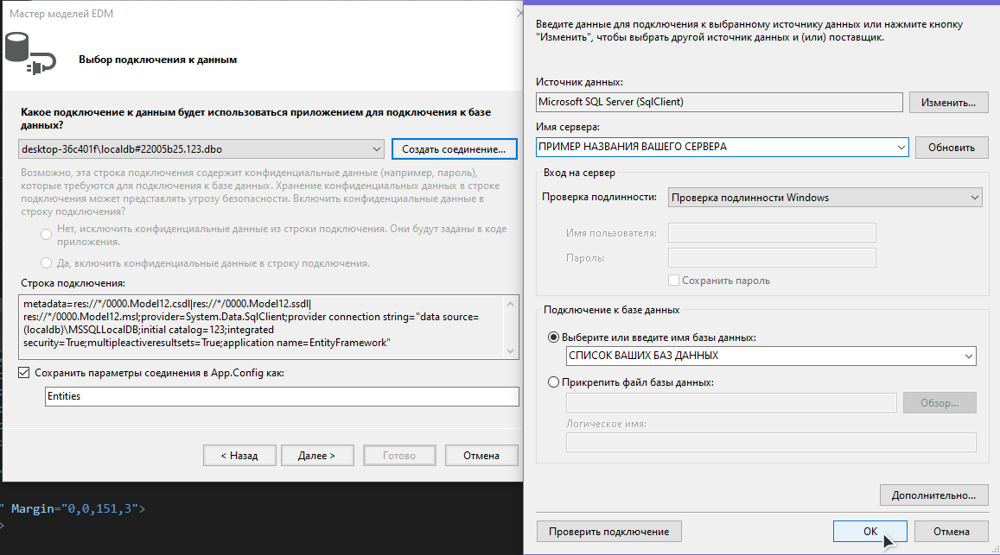 Мастер моделей EDM
Выбор подключения к данным
Какое подключение к данным будет использоваться приложением для подключения к базе
данных?
desktop-36c401f\localdb#22005b25.123.dbo
Создать соединение...
Возможно, эта строка подключения содержит конфиденциальные данные (например, пароль),
которые требуются для подключения к базе данных. Хранение конфиденциальных данных в строке
подключения может представлять угрозу безопасности. Включить конфиденциальные данные в
строку подключения?
Нет, исключить конфиденциальные данные из строки подключения. Они будут заданы в коде
приложения.
Да, включить конфиденциальные данные в строку подключения.
Строка подключения:
metadata=res://*/0000.Model12.csdl|res://*/0000.Model12.ssdl|
res://*/0000.Model12.msl;provider=System.Data.SqlClient;provider connection string="data source=
(localdb)\MSSQLLocalDB;initial catalog=123;integrated
security=True;multipleactiveresultsets=True;application name=EntityFramework"
Сохранить параметры соединения в App.Config как:
Entities
< Назад
Далее >
Готово
Отмена
" Margin="0,0,151,3">
>
Введите данные для подключения к выбранному источнику данных или нажмите кнопку
"Изменить", чтобы выбрать другой источник данных и (или) поставщик.
Источник данных:
Microsoft SQL Server (SqlClient)
Изменить...
Имя сервера:
ПРИМЕР НАЗВАНИЯ ВАШЕГО СЕРВЕРА
Обновить
Вход на сервер
Проверка подлинности:
Проверка подлинности Windows
Имя пользователя:
Пароль:
Сохранить пароль
Подключение к базе данных
Выберите или введите имя базы данных:
СПИСОК ВАШИХ БАЗ ДАННЫХ
Прикрепить файл базы данных:
Обзор...
Логическое имя:
Дополнительно...
Проверить подключение
ОК
Отмена